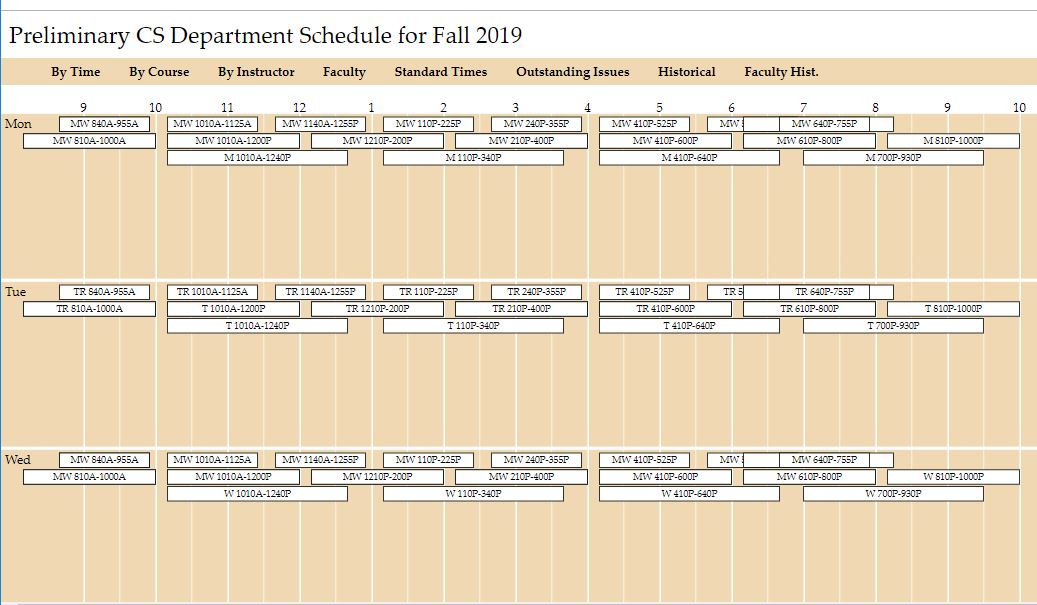 Preliminary CS Department Schedule for Fall 2019
By Time By Course By Instructor Faculty Standard Times Outstanding Issues Historical Faculty Hist.
9 10 11 12 1 2 3 4 5 6 7 8 9 10
Mon MW 840A-955A MW 1010A-1125A MW 1140A-1255P MW 110P-225P MW 240P-355P MW 410P-525P MW MW 640P-755P
MW 810A-1000A MW 1010A-1200P MW 1210P-200P MW 210P-400P MW 410P-600P MW 610P-800P M 810P-1000P
M 1010A-1240P M 110P-340P M 410P-640P M 700P-930P
Tue TR 840A-955A TR 1010A-1125A TR 1140A-1255P TR 110P-225P TR 240P-355P TR 410P-525P TR 5 TR 640P-755P
TR 810A-1000A T 1010A-1200P TR 1210P-200P TR 210P-400P TR 410P-600P TR 610P-800P T 810P-1000P
T 1010A-1240P T 110P-340P T 410P-640P T 700P-930P
Wed MW 840A-955A MW 1010A-1125A MW 1140A-1255P MW 110P-225P MW 240P-355P MW 410P-525P MW MW 640P-755P
MW 810A-1000A MW 1010A-1200P MW 1210P-200P MW 210P-400P MW 410P-600P MW 610P-800P W 810P-1000P
W 1010A-1240P W 110P-340P W 410P-640P W 700P-930P